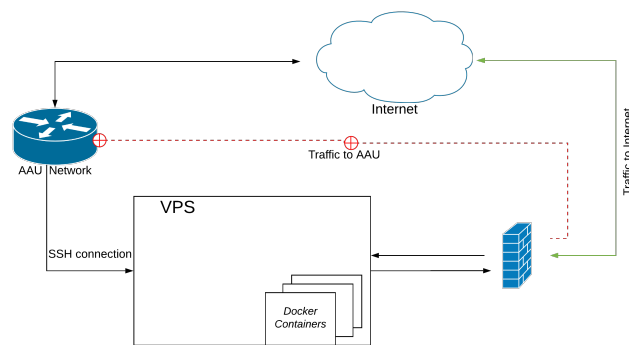 Internet
Traffic to Internet
Traffic to AAU
AAU Network
VPS
SSH connection
Docker
Containers